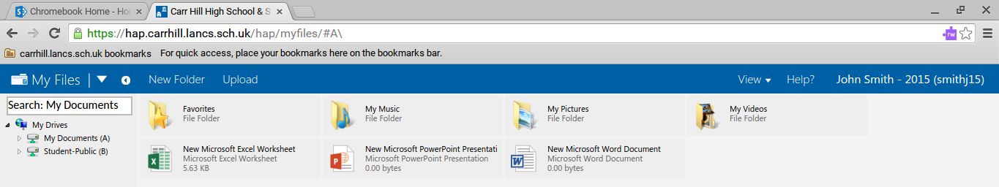 Chromebook Home - Ho
Carr Hill High School & S
https://hap.carrhill.lancs.sch.uk/hap/myfiles/#A\
rw
carrhill.lancs.sch.uk bookmarks For quick access, place your bookmarks here on the bookmarks bar.
My Files | New Folder Upload View Help? John Smith - 2015 (smithj15)
Search: My Documents
My Drives
My Documents (A)
Student-Public (B)
Favorites
File Folder
My Music
File Folder
My Pictures
File Folder
My Videos
File Folder
New Microsoft Excel Worksheet
Microsoft Excel Worksheet
5.63 KB
New Microsoft PowerPoint Presentati
Microsoft PowerPoint Presentation
0.00 bytes
New Microsoft Word Document
Microsoft Word Document
0.00 bytes